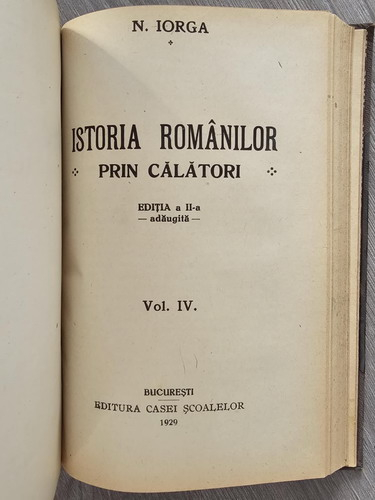 N. IORGA
ISTORIA ROMÂNILOR
PRIN CĂLĂTORI
EDIȚIA a II-a
— adăugită —
Vol. IV.
BUCUREȘTI
EDITURA CASEI ȘCOALELOR
1929